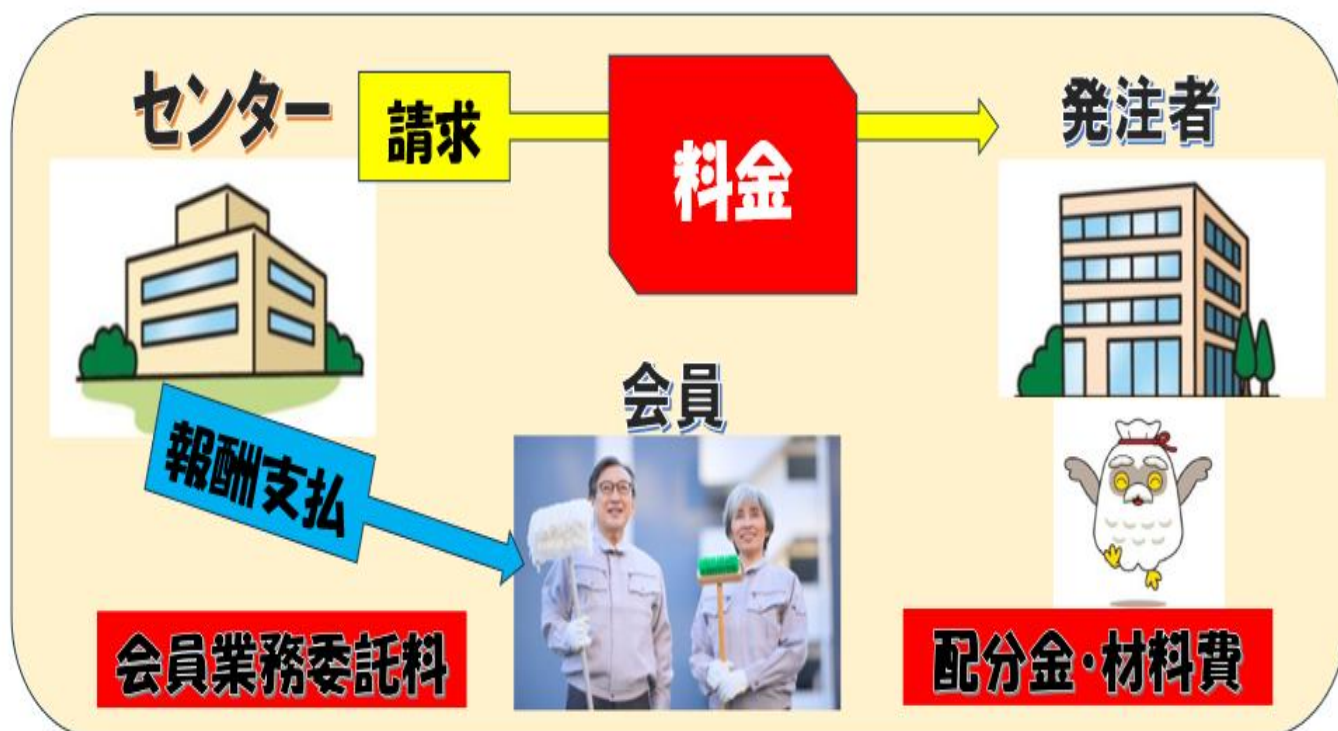 センター
請求
料金
発注者
会員
報酬支払
会員業務委託料
配分金・材料費